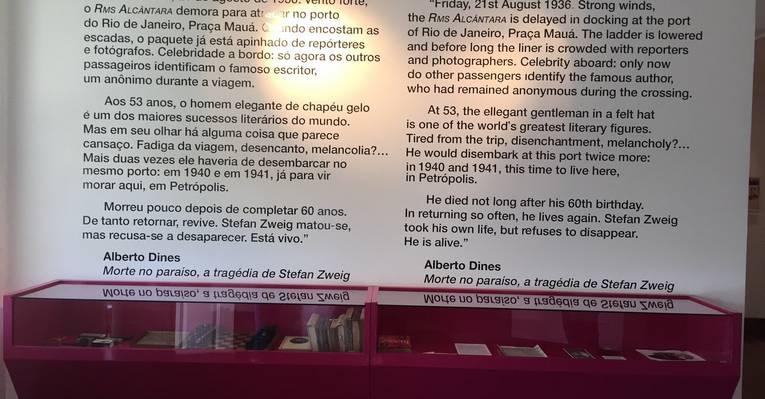 de 1936. Vento forte,
o RMS ALCÂNTARA demora para atracar no porto
do Rio de Janeiro, Praça Mauá. Quando encostam as
escadas, o paquete já está apinhado de repórteres
e fotógrafos. Celebridade a bordo: só agora os outros
passageiros identificam o famoso escritor,
um anônimo durante a viagem.
Aos 53 anos, o homem elegante de chapéu gelo
é um dos maiores sucessos literários do mundo.
Mas em seu olhar há alguma coisa que parece
cansaço. Fadiga da viagem, desencanto, melancolia?...
Mais duas vezes ele haveria de desembarcar no
mesmo porto: em 1940 e em 1941, já para vir
morar aqui, em Petrópolis.
Morreu pouco depois de completar 60 anos.
De tanto retornar, revive. Stefan Zweig matou-se,
mas recusa-se a desaparecer. Está vivo.”
Alberto Dines
Morte no paraíso, a tragédia de Stefan Zweig
“Friday, 21st August 1936. Strong winds,
the RMS ALCÂNTARA is delayed in docking at the port
of Rio de Janeiro, Praça Mauá. The ladder is lowered
and before long the liner is crowded with reporters
and photographers. Celebrity aboard: only now
do other passengers identify the famous author,
who had remained anonymous during the crossing.
At 53, the ellegant gentleman in a felt hat
is one of the world’s greatest literary figures.
Tired from the trip, disenchantment, melancholy?...
He would disembark at this port twice more:
in 1940 and 1941, this time to live here,
in Petrópolis.
He died not long after his 60th birthday.
In returning so often, he lives again. Stefan Zweig
took his own life, but refuses to disappear.
He is alive.”
Alberto Dines
Morte no paraíso, a tragédia de Stefan Zweig